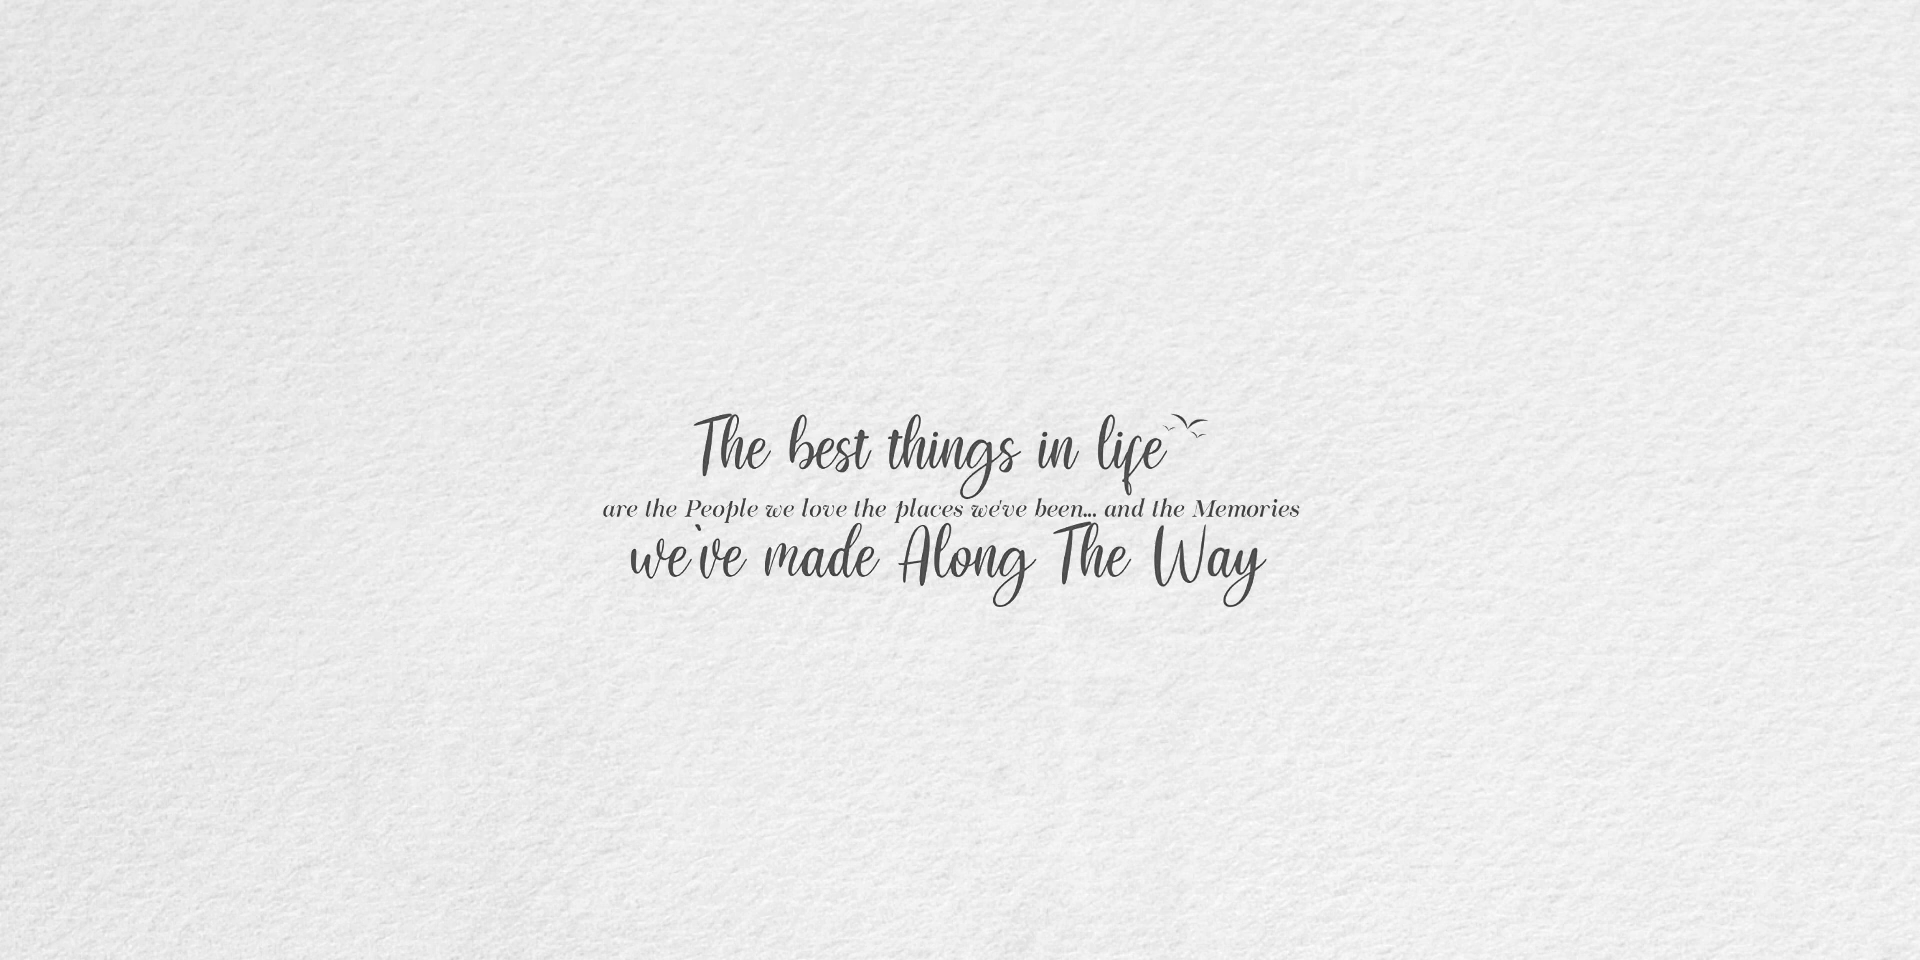 The best things in life
are the People we love the places we've been... and the Memories
we've made Along The Way